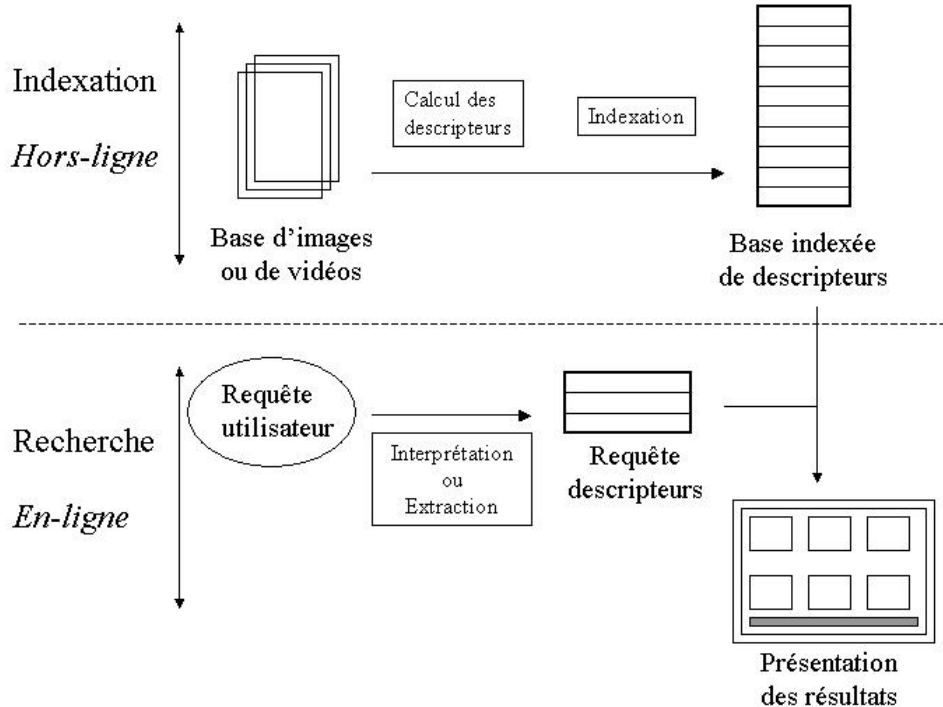 Indexation
Hors-ligne
Base d'images
ou de vidéos
Calcul des
descripteurs
Indexation
Base indexée
de descripteurs
Recherche
En-ligne
Requête
utilisateur
Interprétation
ou
Extraction
Requête
descripteurs
Présentation
des résultats